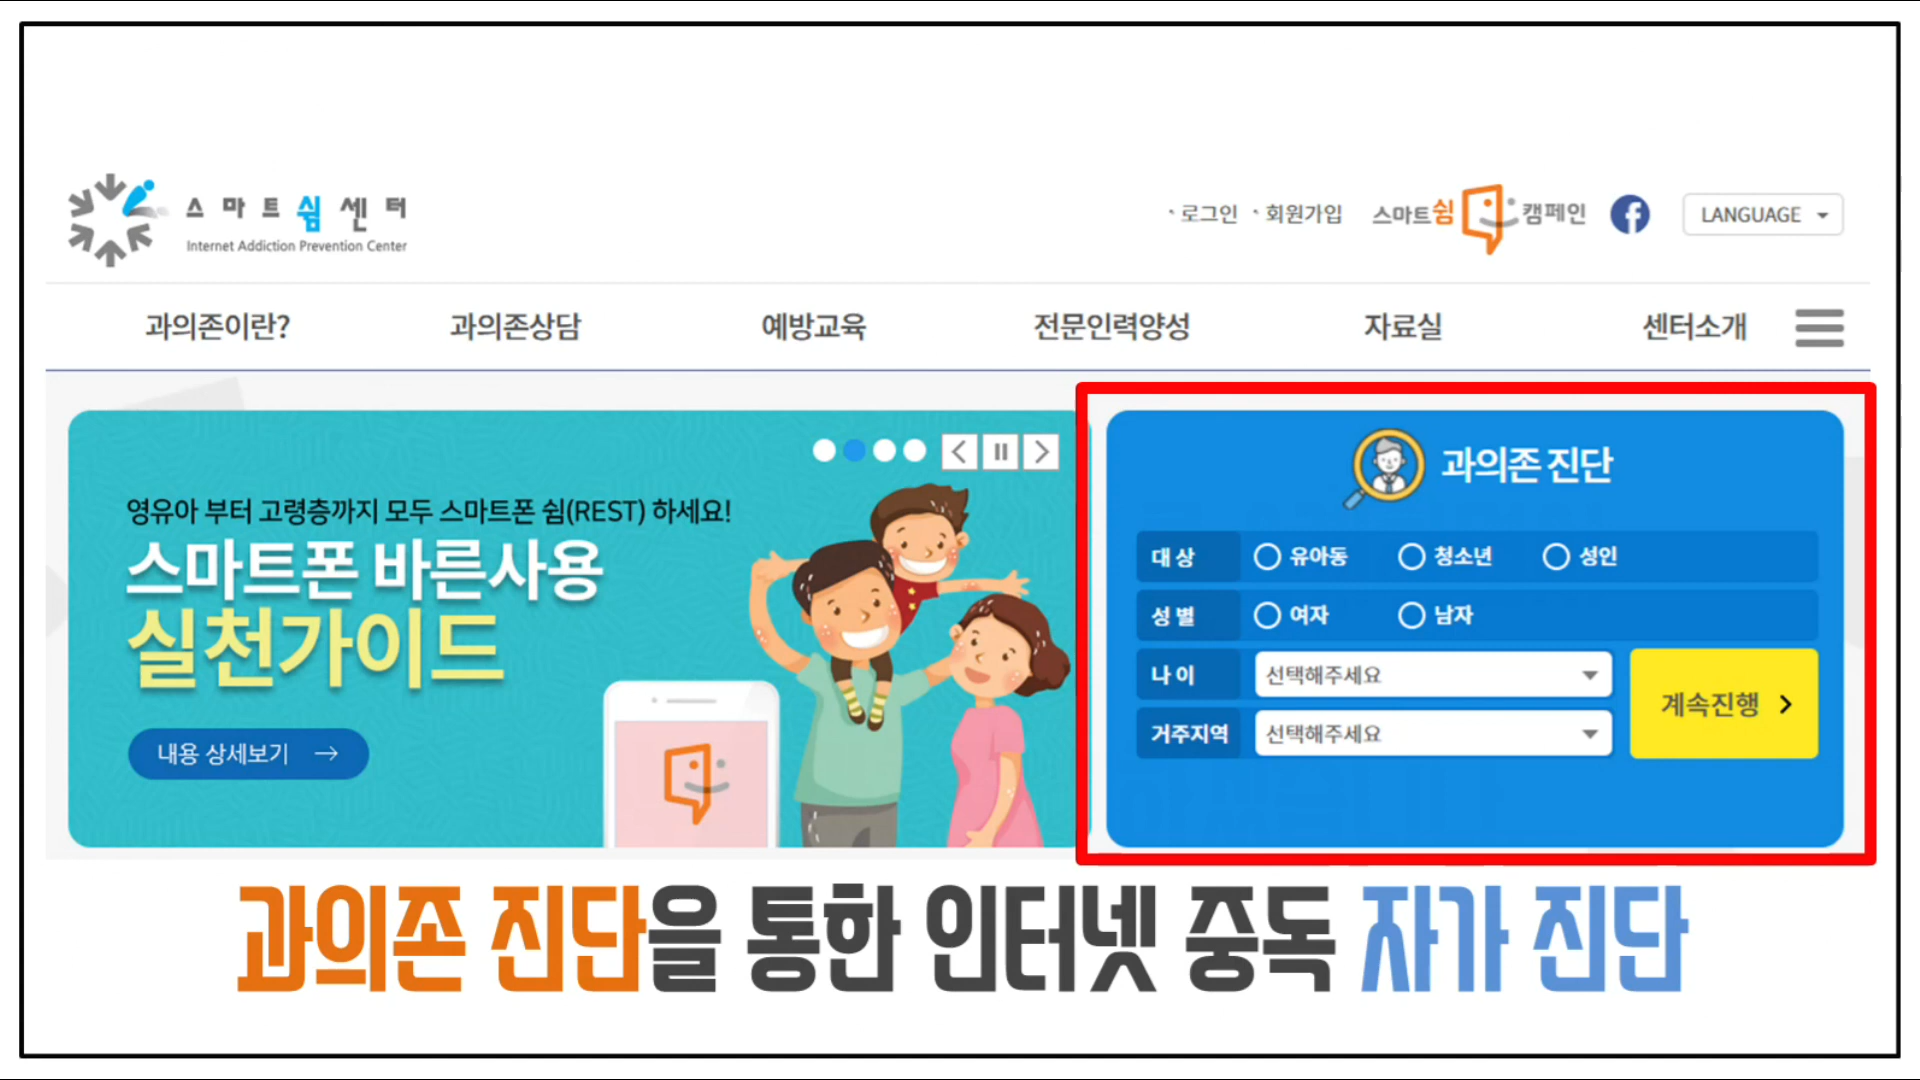 스마트쉼센터
Internet Addiction Prevention Center
로그인 회원가입 스마트쉼 캠페인 LANGUAGE
과의존이란? 과의존상담 예방교육 전문인력양성 자료실 센터소개
영유아 부터 고령층까지 모두 스마트폰 쉼(REST) 하세요!
스마트폰 바른사용
실천가이드
내용 상세보기 →
과의존 진단
대상 유아동 청소년 성인
성별 여자 남자
나이 선택해주세요
거주지역 선택해주세요
계속진행 >
과의존 진단을 통한 인터넷 중독 자가 진단